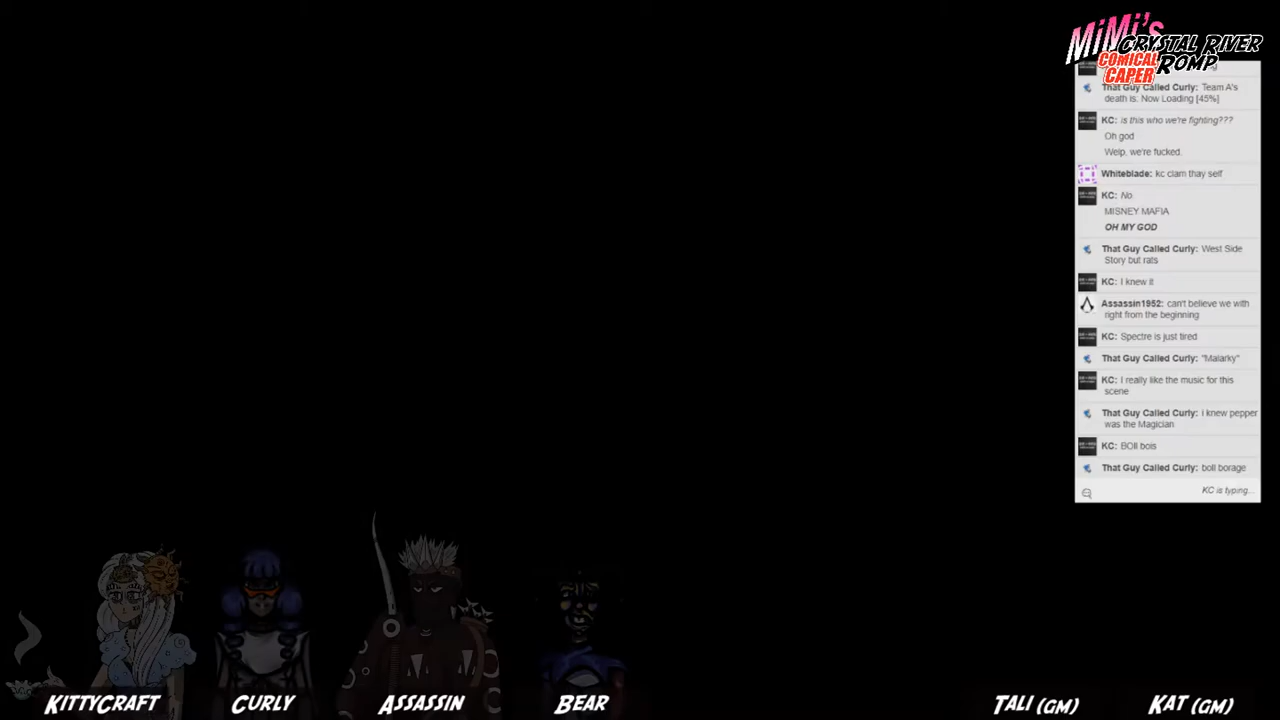 MiMi's
CRYSTAL RIVER
COMICAL
CAPER
ROMP
That Guy Called Curly: Team A's
death is: Now Loading [45%]
KC: is this who we're fighting???
Oh god
Welp, we're fucked.
Whiteblade: kc clam thay self
KC: No
MISNEY MAFIA
OH MY GOD
That Guy Called Curly: West Side
Story but rats
KC: I knew it
Assassin1952: can't believe we with
right from the beginning
KC: Spectre is just tired
That Guy Called Curly: "Malarky"
KC: I really like the music for this
scene
That Guy Called Curly: i knew pepper
was the Magician
KC: BOII bois
That Guy Called Curly: boII borage
KC is typing...
KITTYCRAFT
CURLY
ASSASSIN
BEAR
TALI (GM)
KAT (GM)